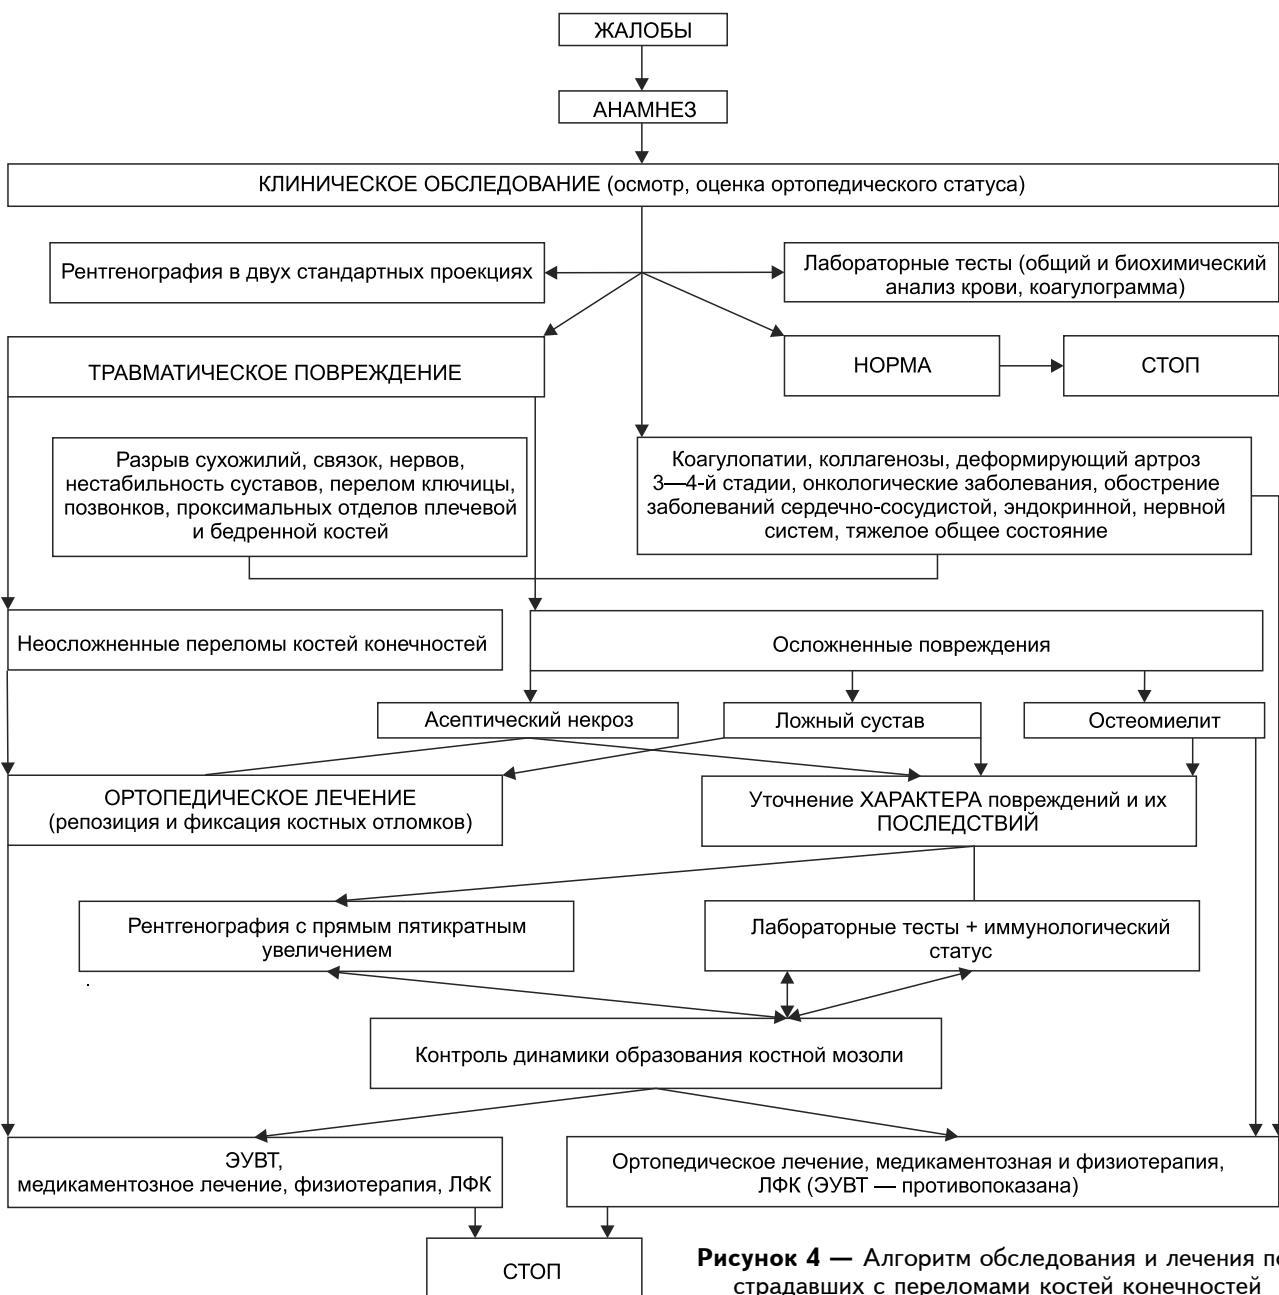 ЖАЛОБЫ
АНАМНЕЗ
КЛИНИЧЕСКОЕ ОБСЛЕДОВАНИЕ (осмотр, оценка ортопедического статуса)
Рентгенография в двух стандартных проекциях
Лабораторные тесты (общий и биохимический
анализ крови, коагулограмма)
ТРАВМАТИЧЕСКОЕ ПОВРЕЖДЕНИЕ
НОРМА
СТОП
Разрыв сухожилий, связок, нервов,
нестабильность суставов, перелом ключицы,
позвонков, проксимальных отделов плечевой
и бедренной костей
Коагулопатии, коллагенозы, деформирующий артроз
3—4-й стадии, онкологические заболевания, обострение
заболеваний сердечно-сосудистой, эндокринной, нервной
систем, тяжелое общее состояние
Неосложненные переломы костей конечностей
Осложненные повреждения
Асептический некроз
Ложный сустав
Остеомиелит
ОРТОПЕДИЧЕСКОЕ ЛЕЧЕНИЕ
(репозиция и фиксация костных отломков)
Уточнение ХАРАКТЕРА повреждений и их
ПОСЛЕДСТВИЙ
Рентгенография с прямым пятикратным
увеличением
Лабораторные тесты + иммунологический
статус
Контроль динамики образования костной мозоли
ЭУВТ,
медикаментозное лечение, физиотерапия, ЛФК
Ортопедическое лечение, медикаментозная и физиотерапия,
ЛФК (ЭУВТ — противопоказана)
СТОП
Рисунок 4 — Алгоритм обследования и лечения
страдавших с переломами костей конечностей